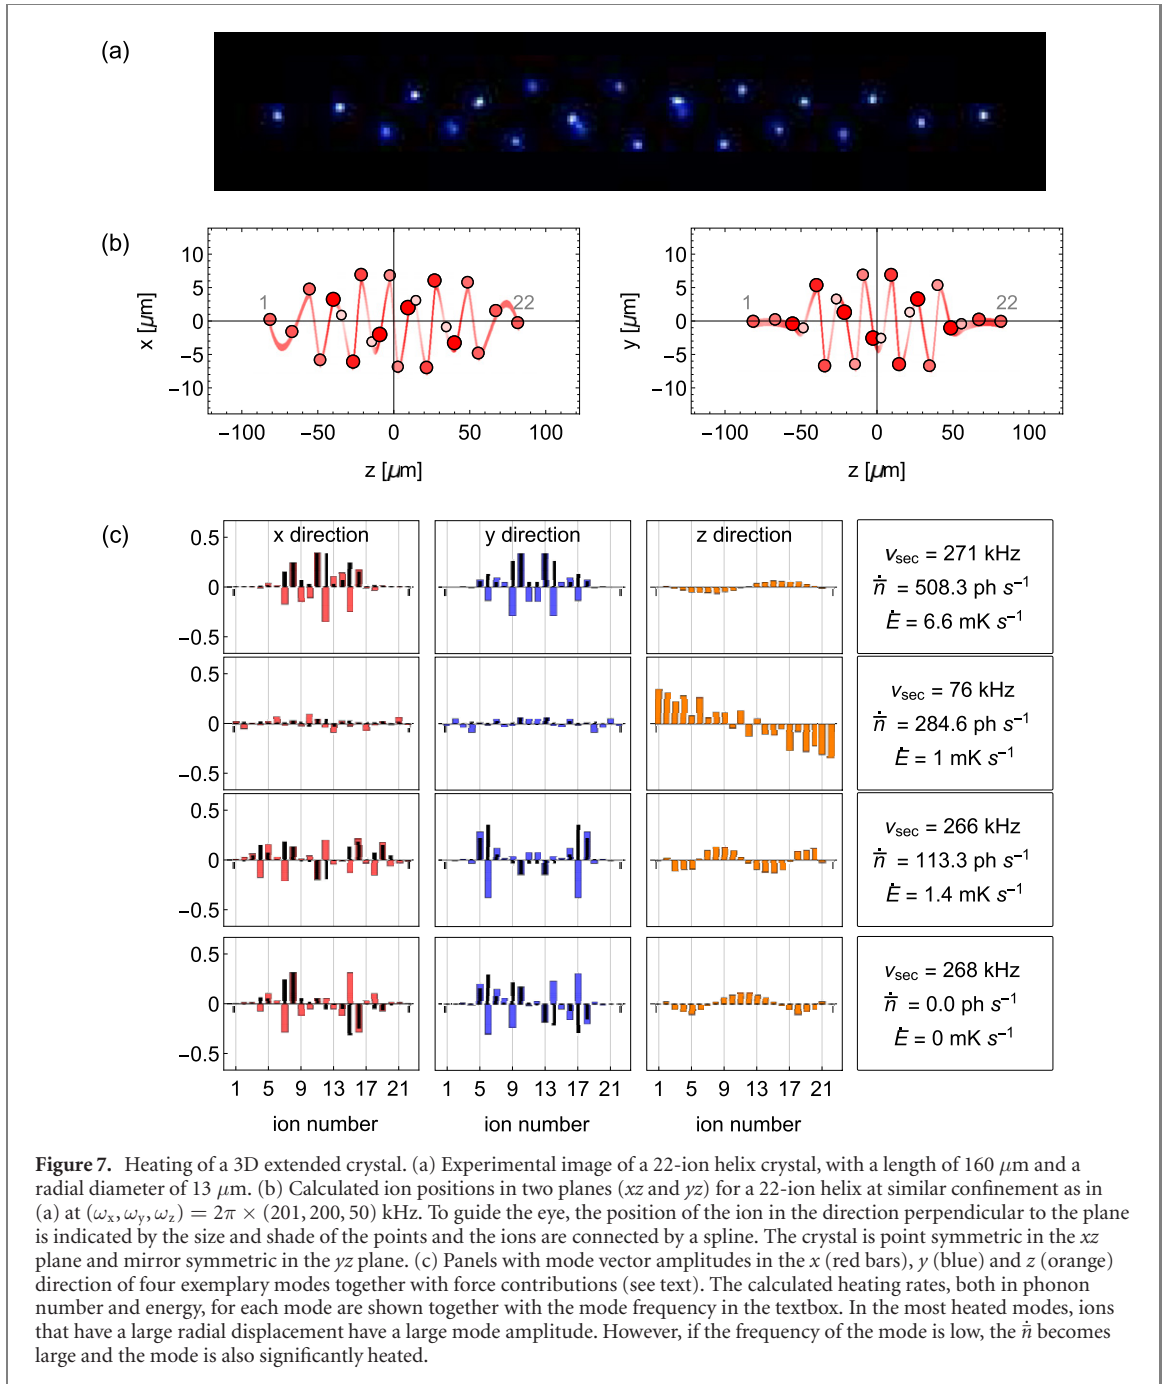 (a)
(b)
10
5
0
−5
−10
x [μm]
1
22
−100 −50 0 50 100
z [μm]
10
5
0
−5
−10
y [μm]
1
22
−100 −50 0 50 100
z [μm]
(c)
x direction y direction z direction
0.5
0
−0.5
νsec = 271 kHz
n̄̇ = 508.3 ph s⁻¹
Ė = 6.6 mK s⁻¹
0.5
0
−0.5
νsec = 76 kHz
n̄̇ = 284.6 ph s⁻¹
Ė = 1 mK s⁻¹
0.5
0
−0.5
νsec = 266 kHz
n̄̇ = 113.3 ph s⁻¹
Ė = 1.4 mK s⁻¹
0.5
0
−0.5
νsec = 268 kHz
n̄̇ = 0.0 ph s⁻¹
Ė = 0 mK s⁻¹
1 5 9 13 17 21 1 5 9 13 17 21 1 5 9 13 17 21
ion number ion number ion number
Figure 7. Heating of a 3D extended crystal. (a) Experimental image of a 22-ion helix crystal, with a length of 160 μm and a
radial diameter of 13 μm. (b) Calculated ion positions in two planes (xz and yz) for a 22-ion helix at similar confinement as in
(a) at (ωx, ωy, ωz) = 2π × (201, 200, 50) kHz. To guide the eye, the position of the ion in the direction perpendicular to the plane
is indicated by the size and shade of the points and the ions are connected by a spline. The crystal is point symmetric in the xz
plane and mirror symmetric in the yz plane. (c) Panels with mode vector amplitudes in the x (red bars), y (blue) and z (orange)
direction of four exemplary modes together with force contributions (see text). The calculated heating rates, both in phonon
number and energy, for each mode are shown together with the mode frequency in the textbox. In the most heated modes, ions
that have a large radial displacement have a large mode amplitude. However, if the frequency of the mode is low, the n̄̇ becomes
large and the mode is also significantly heated.